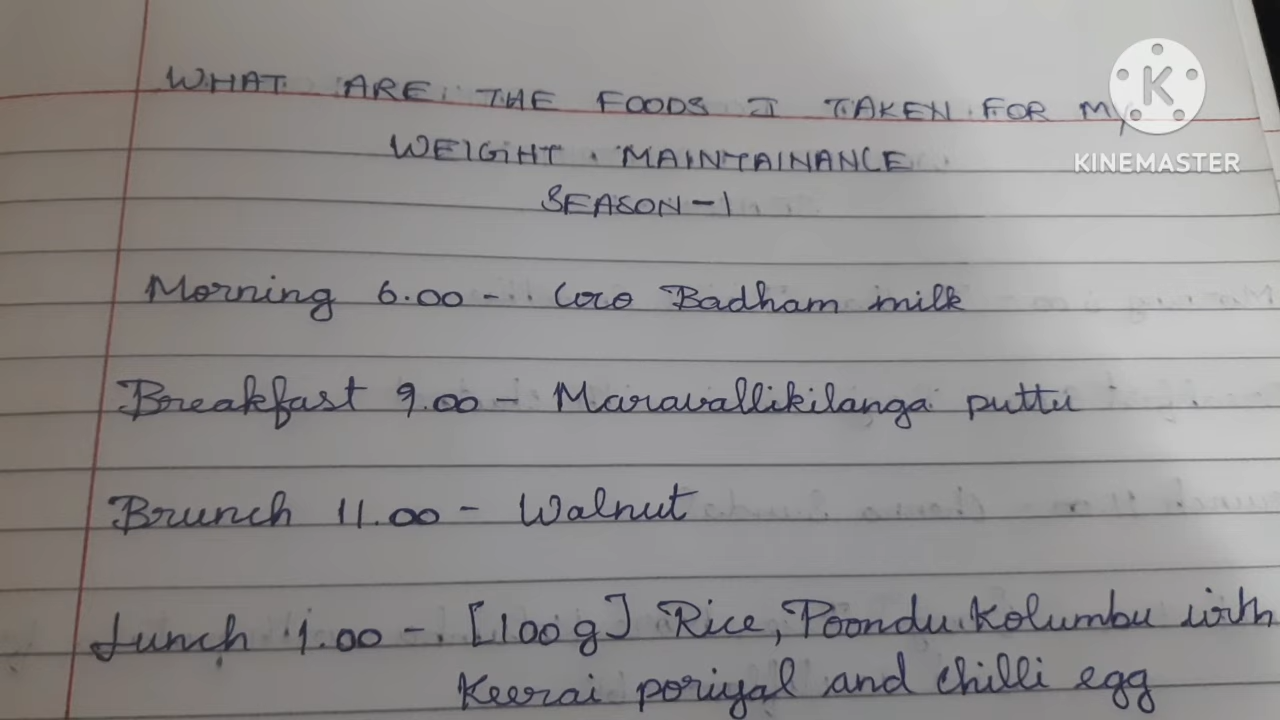 WHAT ARE THE FOODS I TAKEN FOR MY
WEIGHT MAINTAINANCE
SEASON-1
Morning 6.00 - Coco Badham milk
Breakfast 9.00 - Maravallikilanga puttu
Brunch 11.00 - Walnut
Lunch 1.00 - [100g] Rice, Poondu Kolumbu with
Keerai poriyal and chilli egg
K
KINEMASTER